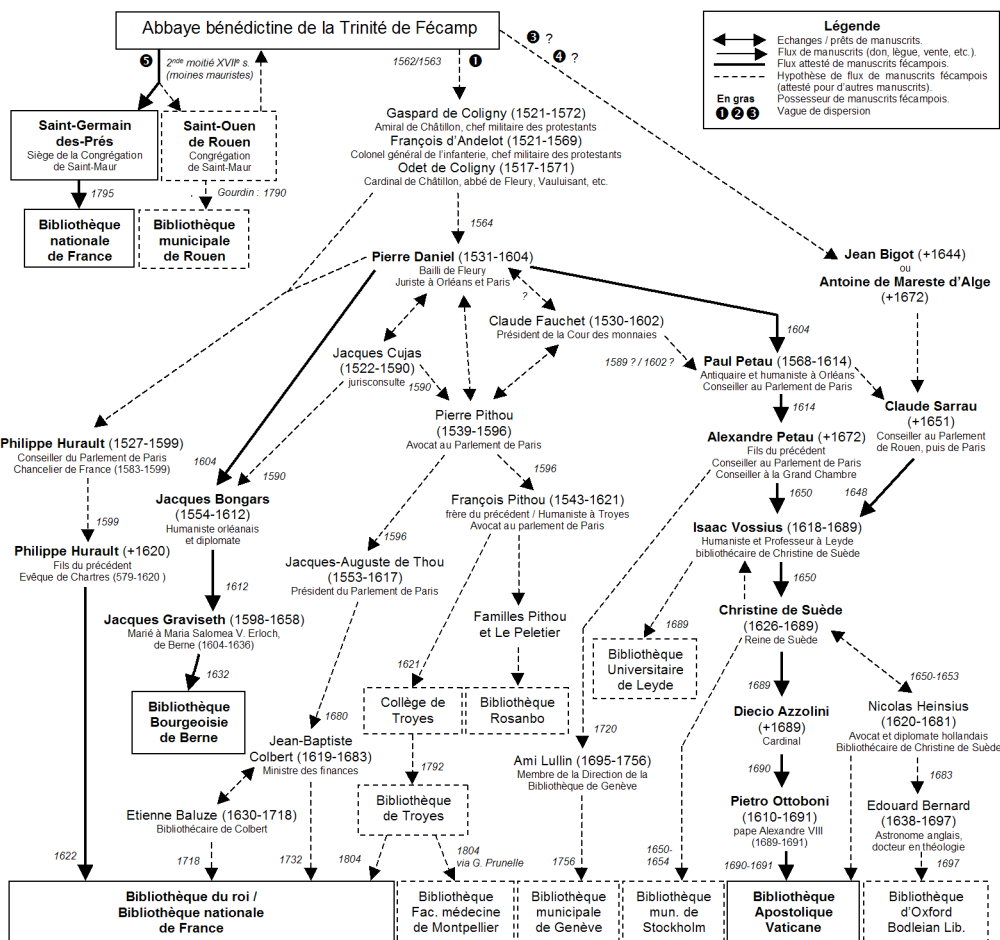 Abbaye bénédictine de la Trinité de Fécamp
❸ ?
❹ ?
Légende
Echanges / prêts de manuscrits.
Flux de manuscrits (don, lègue, vente, etc.).
Flux attesté de manuscrits fécampois.
Hypothèse de flux de manuscrits fécampois
(attesté pour d'autres manuscrits).
En gras Possesseur de manuscrits fécampois.
❶ ❷ ❸ Vague de dispersion
❺
2nde moitié XVIIe s.
(moines mauristes)
1562/1563
❶
Saint-Germain
des-Prés
Siège de la Congrégation
de Saint-Maur
Saint-Ouen
de Rouen
Congrégation
de Saint-Maur
1795
Gourdin : 1790
Bibliothèque
nationale
de France
Bibliothèque
municipale
de Rouen
Gaspard de Coligny (1521-1572)
Amiral de Châtillon, chef militaire des protestants
François d'Andelot (1521-1569)
Colonel général de l'infanterie, chef militaire des protestants
Odet de Coligny (1517-1571)
Cardinal de Châtillon, abbé de Fleury, Vauluisant, etc.
1564
Pierre Daniel (1531-1604)
Bailli de Fleury
Juriste à Orléans et Paris
Jean Bigot (+1644)
ou
Antoine de Mareste d'Alge
(+1672)
?
Claude Fauchet (1530-1602)
Président de la Cour des monnaies
1604
1589 ? / 1602 ?
Jacques Cujas
(1522-1590)
jurisconsulte
1590
Paul Petau (1568-1614)
Antiquaire et humaniste à Orléans
Conseiller au Parlement de Paris
1614
Pierre Pithou
(1539-1596)
Avocat au Parlement de Paris
Claude Sarrau
(+1651)
Conseiller au Parlement
de Rouen, puis de Paris
Philippe Hurault (1527-1599)
Conseiller du Parlement de Paris
Chancelier de France (1583-1599)
1604
1590
Alexandre Petau (+1672)
Fils du précédent
Conseiller au Parlement de Paris
Conseiller à la Grand Chambre
1650
1648
1596
Jacques Bongars
(1554-1612)
Humaniste orléanais
et diplomate
François Pithou (1543-1621)
frère du précédent / Humaniste à Troyes
Avocat au parlement de Paris
1599
Isaac Vossius (1618-1689)
Humaniste et Professeur à Leyde
bibliothécaire de Christine de Suède
1596
Philippe Hurault (+1620)
Fils du précédent
Evêque de Chartres (579-1620 )
Jacques-Auguste de Thou
(1553-1617)
Président du Parlement de Paris
1612
1650
Jacques Graviseth (1598-1658)
Marié à Maria Salomea V. Erloch,
de Berne (1604-1636)
Christine de Suède
(1626-1689)
Reine de Suède
Familles Pithou
et Le Peletier
1689
1632
1621
Bibliothèque
Universitaire
de Leyde
1650-1653
1689
Bibliothèque
Bourgeoisie
de Berne
Collège de
Troyes
Bibliothèque
Rosanbo
Diecio Azzolini
(+1689)
Cardinal
Nicolas Heinsius
(1620-1681)
Avocat et diplomate hollandais
Bibliothécaire de Christine de Suède
1680
1720
Jean-Baptiste
Colbert (1619-1683)
Ministre des finances
1792
Ami Lullin (1695-1756)
Membre de la Direction de la
Bibliothèque de Genève
1690
1683
Bibliothèque
de Troyes
Pietro Ottoboni
(1610-1691)
pape Alexandre VIII
(1689-1691)
Edouard Bernard
(1638-1697)
Astronome anglais,
docteur en théologie
Etienne Baluze (1630-1718)
Bibliothécaire de Colbert
1622
1718
1732
1804
1804
via G. Prunelle
1756
1650-
1654
1690-1691
1697
Bibliothèque du roi /
Bibliothèque nationale
de France
Bibliothèque
Fac. médecine
de Montpellier
Bibliothèque
municipale
de Genève
Bibliothèque
mun. de
Stockholm
Bibliothèque
Apostolique
Vaticane
Bibliothèque
d'Oxford
Bodleian Lib.